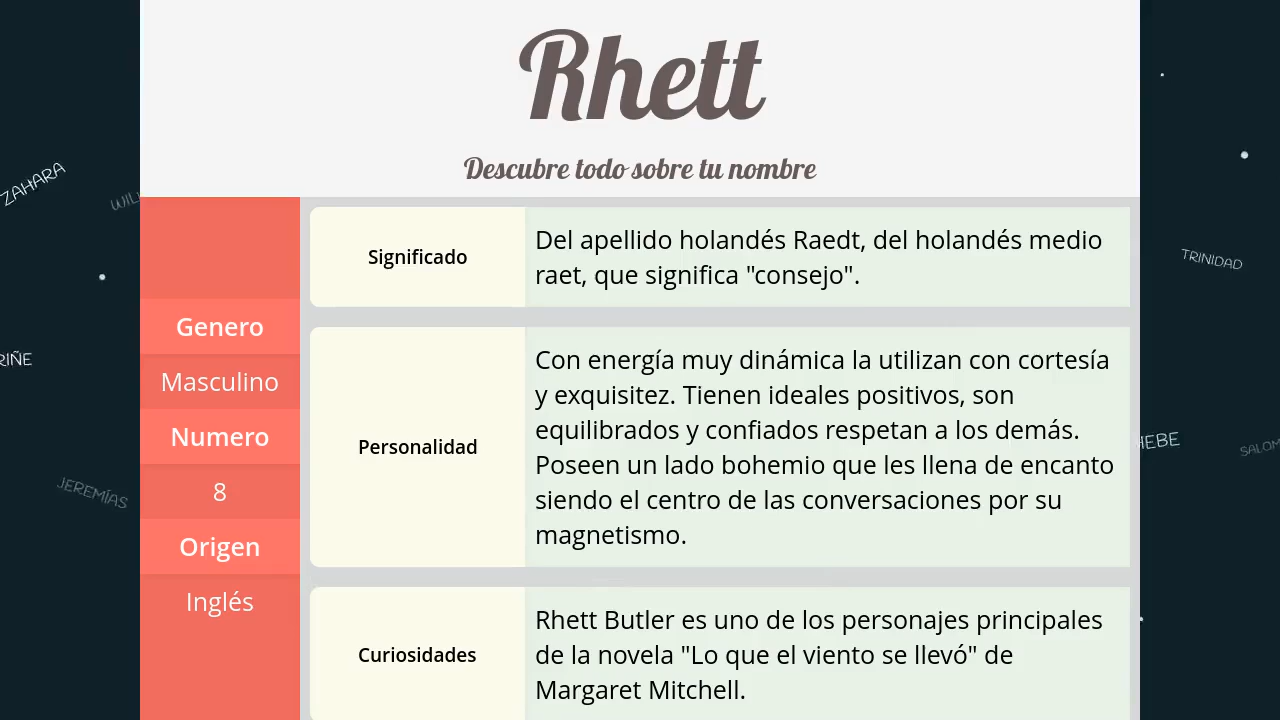 Rhett
Descubre todo sobre tu nombre
ZAHARA
TRINIDAD
JEREMÍAS
Genero
Masculino
Numero
8
Origen
Inglés
Significado
Del apellido holandés Raedt, del holandés medio
raet, que significa "consejo".
Personalidad
Con energía muy dinámica la utilizan con cortesía
y exquisitez. Tienen ideales positivos, son
equilibrados y confiados respetan a los demás.
Poseen un lado bohemio que les llena de encanto
siendo el centro de las conversaciones por su
magnetismo.
Curiosidades
Rhett Butler es uno de los personajes principales
de la novela "Lo que el viento se llevó" de
Margaret Mitchell.